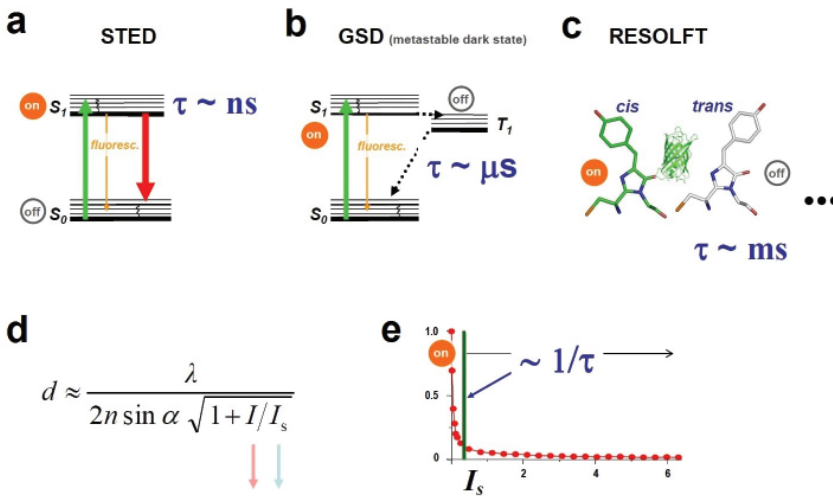 a STED
on S₁ τ ~ ns
fluoresc.
off S₀
b GSD (metastable dark state)
S₁ off
on T₁
fluoresc.
τ ~ μs
S₀
c RESOLFT
cis trans
on off
τ ~ ms
...
d
d ≈ λ / (2n sin α √(1 + I/Iₛ))
e
1.0
on ~ 1/τ
0.5
0
0 2 4 6
Iₛ